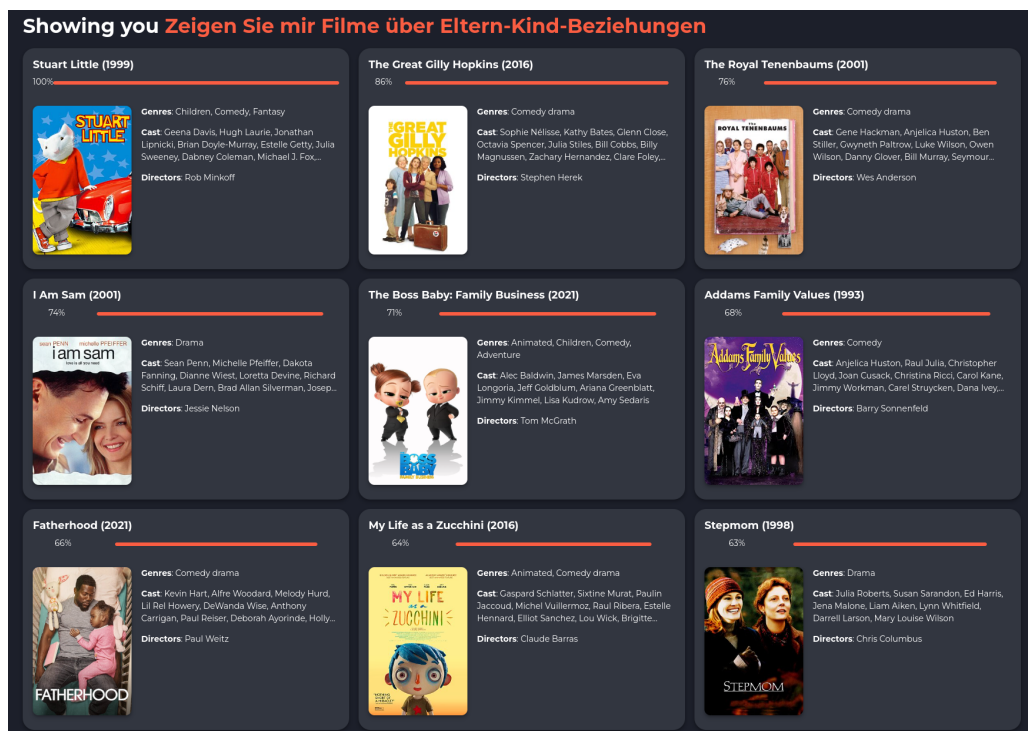 Showing you Zeigen Sie mir Filme über Eltern-Kind-Beziehungen
Stuart Little (1999)
100%
STUART
LITTLE
Genres: Children, Comedy, Fantasy
Cast: Geena Davis, Hugh Laurie, Jonathan
Lipnicki, Brian Doyle-Murray, Estelle Getty, Julia
Sweeney, Dabney Coleman, Michael J. Fox,...
Directors: Rob Minkoff
The Great Gilly Hopkins (2016)
86%
THE GREAT
GILLY
HOPKINS
Genres: Comedy drama
Cast: Sophie Nélisse, Kathy Bates, Glenn Close,
Octavia Spencer, Julia Stiles, Bill Cobbs, Billy
Magnussen, Zachary Hernandez, Clare Foley,...
Directors: Stephen Herek
The Royal Tenenbaums (2001)
76%
THE
ROYAL TENENBAUMS
Genres: Comedy drama
Cast: Gene Hackman, Anjelica Huston, Ben
Stiller, Gwyneth Paltrow, Luke Wilson, Owen
Wilson, Danny Glover, Bill Murray, Seymour...
Directors: Wes Anderson
I Am Sam (2001)
74%
sean PENN michelle PFEIFFER
i am sam
Genres: Drama
Cast: Sean Penn, Michelle Pfeiffer, Dakota
Fanning, Dianne Wiest, Loretta Devine, Richard
Schiff, Laura Dern, Brad Allan Silverman, Josep...
Directors: Jessie Nelson
The Boss Baby: Family Business (2021)
71%
BOSS
BABY
Genres: Animated, Children, Comedy,
Adventure
Cast: Alec Baldwin, James Marsden, Eva
Longoria, Jeff Goldblum, Ariana Greenblatt,
Jimmy Kimmel, Lisa Kudrow, Amy Sedaris
Directors: Tom McGrath
Addams Family Values (1993)
68%
Addams Family Values
Genres: Comedy
Cast: Anjelica Huston, Raul Julia, Christopher
Lloyd, Joan Cusack, Christina Ricci, Carol Kane,
Jimmy Workman, Carel Struycken, Dana Ivey,...
Directors: Barry Sonnenfeld
Fatherhood (2021)
66%
FATHERHOOD
Genres: Comedy drama
Cast: Kevin Hart, Alfre Woodard, Melody Hurd,
Lil Rel Howery, DeWanda Wise, Anthony
Carrigan, Paul Reiser, Deborah Ayorinde, Holly...
Directors: Paul Weitz
My Life as a Zucchini (2016)
64%
MY LIFE
as a
ZUCCHINI
Genres: Animated, Comedy drama
Cast: Gaspard Schlatter, Sixtine Murat, Paulin
Jaccoud, Michel Vuillermoz, Raul Ribera, Estelle
Hennard, Elliot Sanchez, Lou Wick, Brigitte...
Directors: Claude Barras
Stepmom (1998)
63%
STEPMOM
Genres: Drama
Cast: Julia Roberts, Susan Sarandon, Ed Harris,
Jena Malone, Liam Aiken, Lynn Whitfield,
Darrell Larson, Mary Louise Wilson
Directors: Chris Columbus